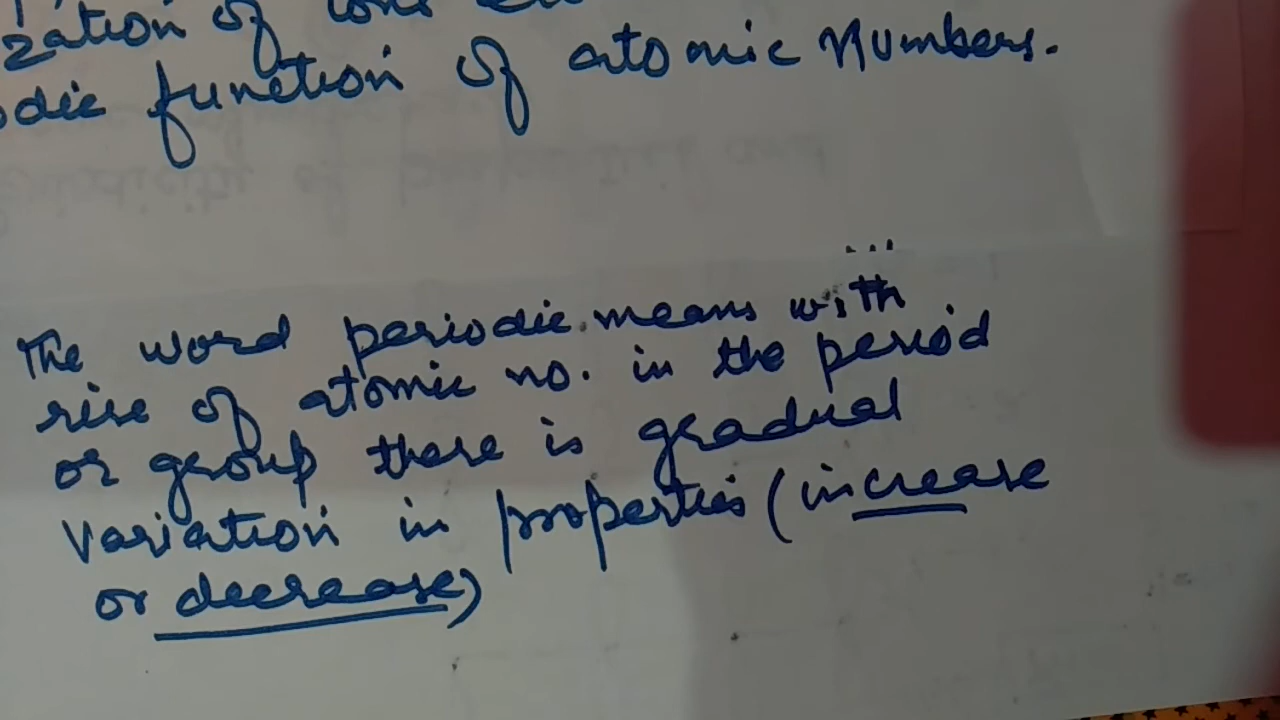 zation of
odic function of atomic Numbers.
...
The word periodic means with
rise of atomic no. in the period
or group there is gradual
variation in properties (increase
or decrease)